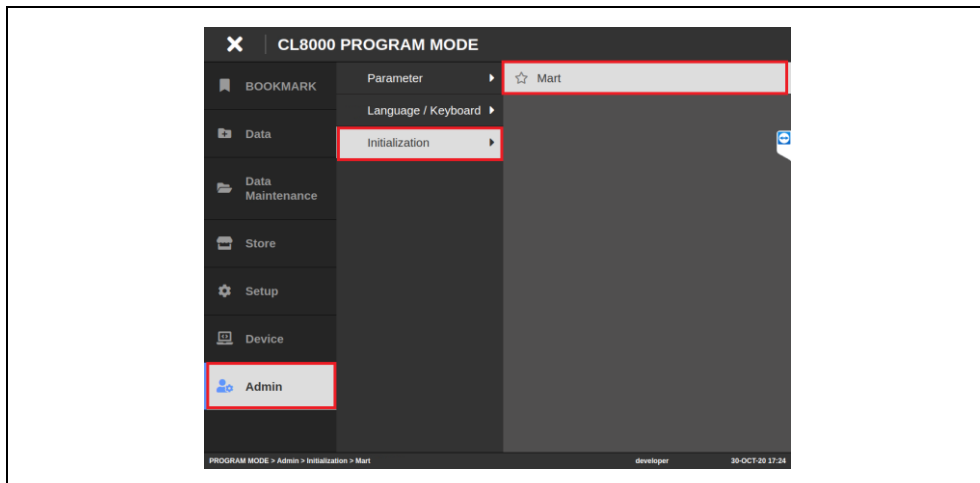 CL8000 PROGRAM MODE
BOOKMARK
Data
Data
Maintenance
Store
Setup
Device
Admin
Parameter
Language / Keyboard
Initialization
Mart
PROGRAM MODE > Admin > Initialization > Mart
developer
30-OCT-20 17:24